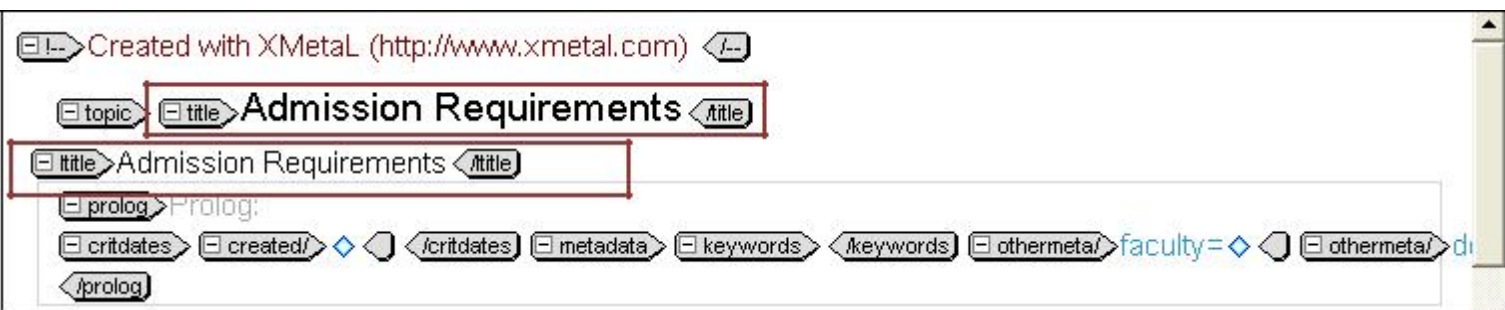 !-- Created with XMetaL (http://www.xmetal.com) /--
topic title Admission Requirements /title
ltitle Admission Requirements /ltitle
prolog Prolog:
critdates created/ /critdates metadata keywords /keywords othermeta/ faculty= othermeta/
/prolog